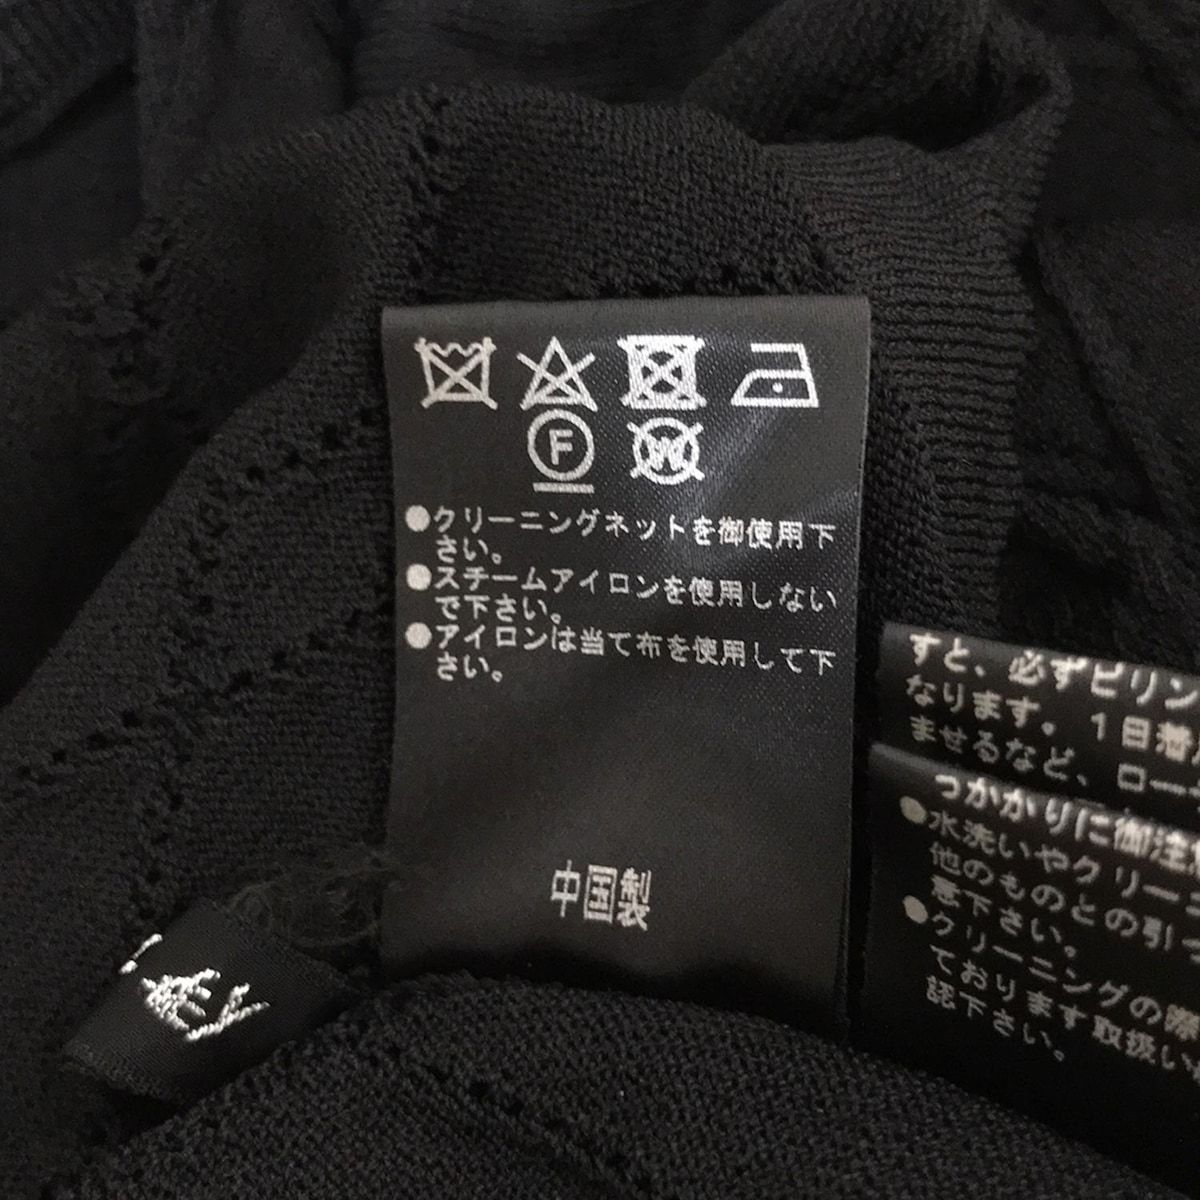 F W
●クリーニングネットを御使用下
さい。
●スチームアイロンを使用しない
で下さい。
●アイロンは当て布を使用して下
さい。
中国製
すと、必ずピリン
なります。1日着
ませるなど、ロー
っかかりに御注意
●水洗いやクリー
他のものとの引っ
意下さい。
●クリーニングの際
ております取扱い
認下さい。